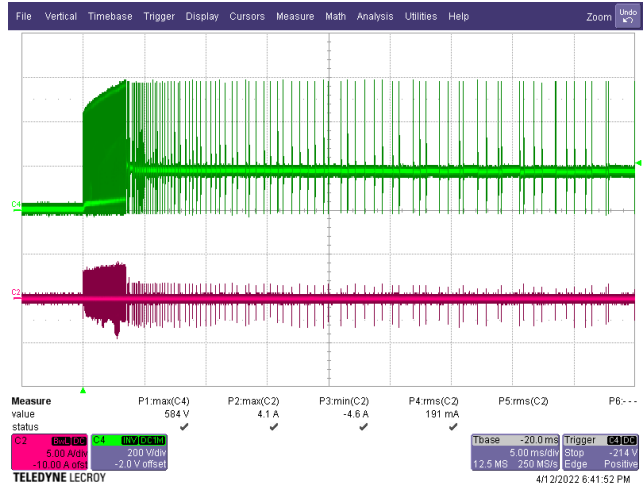 File Vertical Timebase Trigger Display Cursors Measure Math Analysis Utilities Help Zoom Undo
C4
C2
Measure P1:max(C4) P2:max(C2) P3:min(C2) P4:rms(C2) P5:rms(C2) P6:---
value 584 V 4.1 A -4.6 A 191 mA
status
C2 BwL DC C4 INV DC1M Tbase -20.0 ms Trigger C4 DC
5.00 A/div 200 V/div 5.00 ms/div Stop -214 V
-10.00 A ofst -2.0 V offset 12.5 MS 250 MS/s Edge Positive
TELEDYNE LECROY 4/12/2022 6:41:52 PM